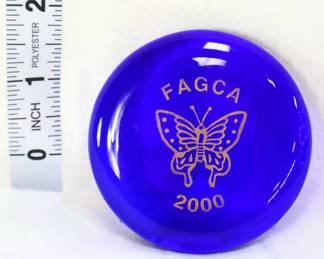 FAGCA
2000
0 INCH 1 POLYESTER 2